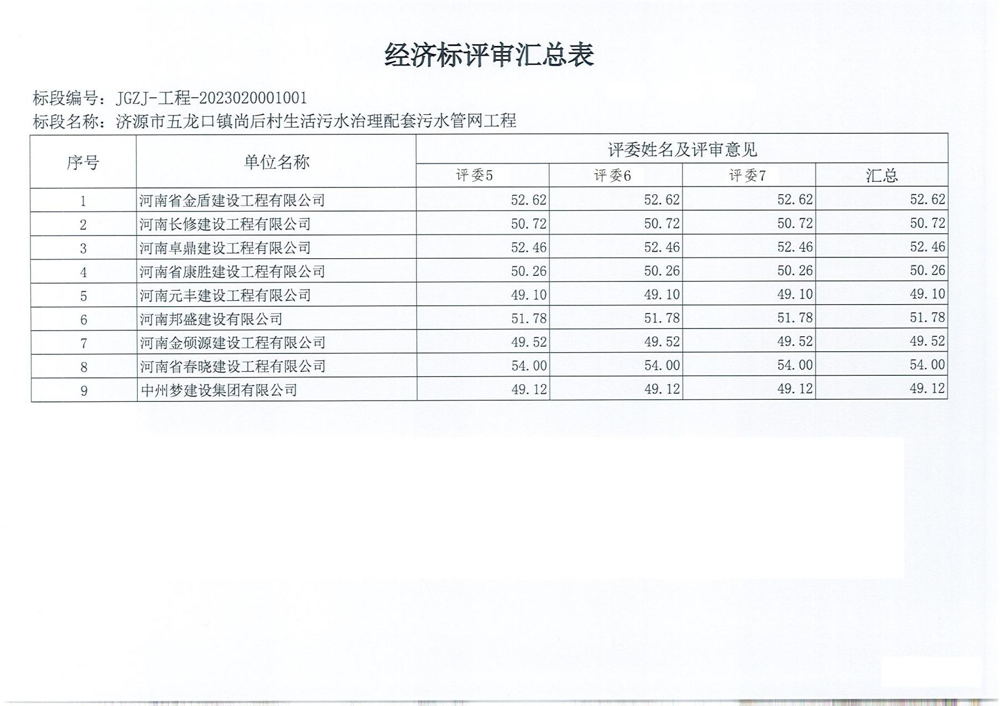 经济标评审汇总表
标段编号：JGZJ-工程-2023020001001
标段名称：济源市五龙口镇尚后村生活污水治理配套污水管网工程
序号 单位名称 评委姓名及评审意见
评委5 评委6 评委7 汇总
1 河南省金盾建设工程有限公司 52.62 52.62 52.62 52.62
2 河南长修建设工程有限公司 50.72 50.72 50.72 50.72
3 河南卓鼎建设工程有限公司 52.46 52.46 52.46 52.46
4 河南省康胜建设工程有限公司 50.26 50.26 50.26 50.26
5 河南元丰建设工程有限公司 49.10 49.10 49.10 49.10
6 河南邦盛建设有限公司 51.78 51.78 51.78 51.78
7 河南金硕源建设工程有限公司 49.52 49.52 49.52 49.52
8 河南省春晓建设工程有限公司 54.00 54.00 54.00 54.00
9 中州梦建设集团有限公司 49.12 49.12 49.12 49.12